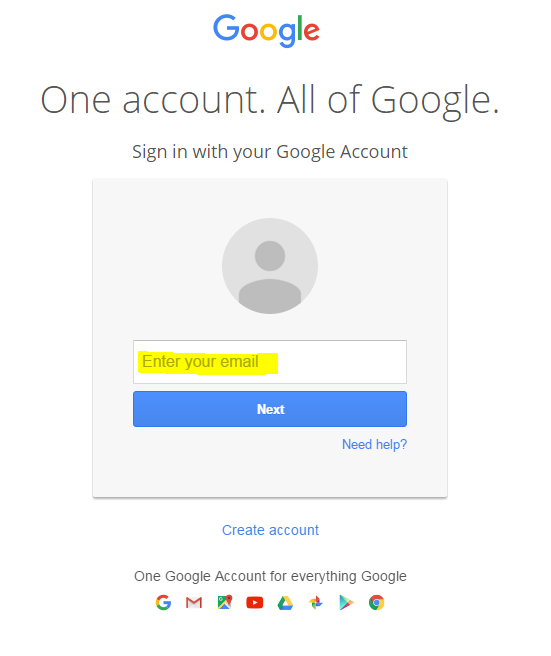 Google
One account. All of Google.
Sign in with your Google Account
Enter your email
Next
Need help?
Create account
One Google Account for everything Google